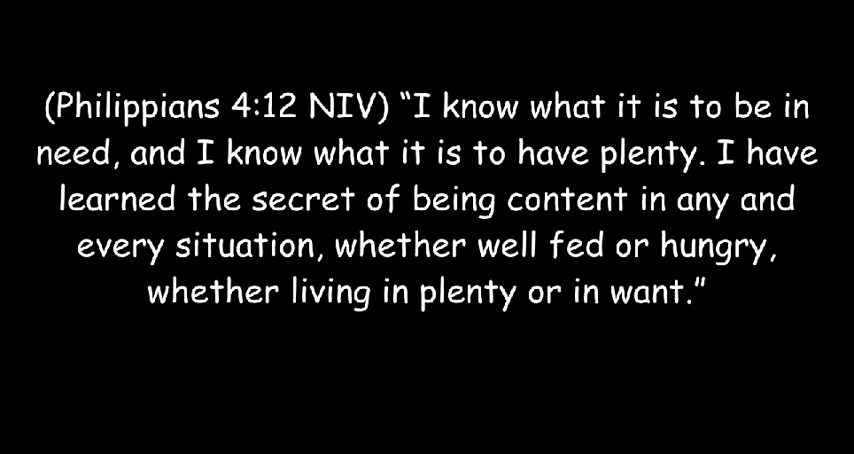 (Philippians 4:12 NIV) “I know what it is to be in
need, and I know what it is to have plenty. I have
learned the secret of being content in any and
every situation, whether well fed or hungry,
whether living in plenty or in want.”